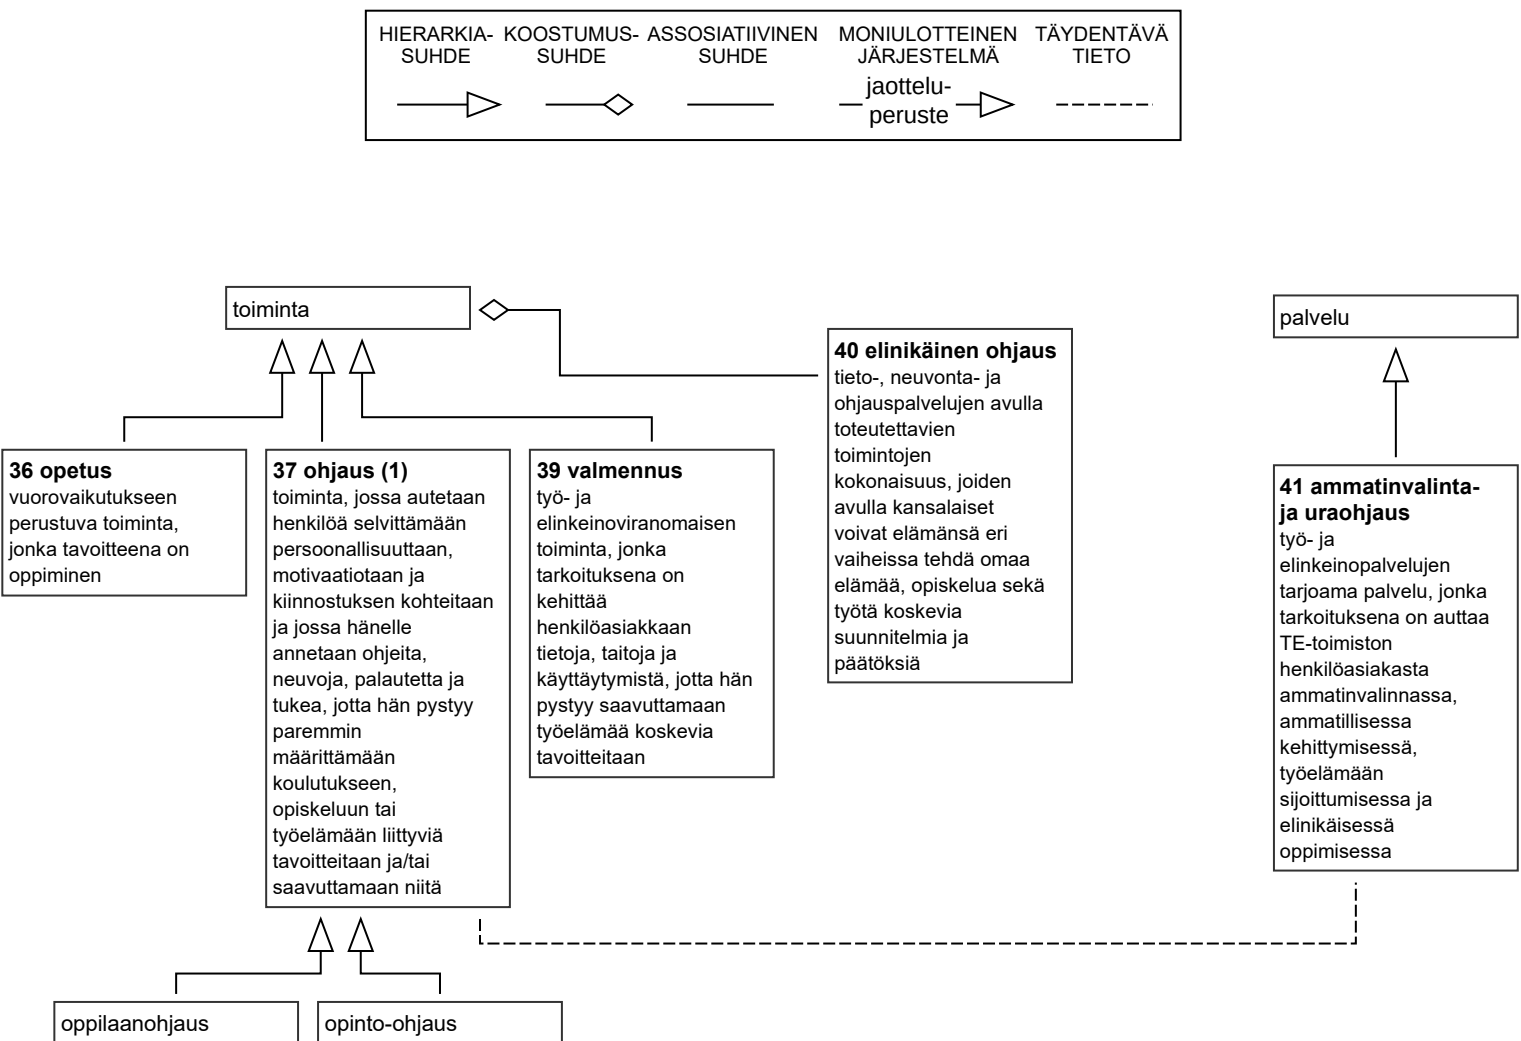 HIERARKIA-
SUHDE
KOOSTUMUS-
SUHDE
ASSOSIATIIVINEN
SUHDE
MONIULOTTEINEN
JÄRJESTELMÄ
jaottelu-
peruste
TÄYDENTÄVÄ
TIETO
toiminta
36 opetus
vuorovaikutukseen
perustuva toiminta,
jonka tavoitteena on
oppiminen
37 ohjaus (1)
toiminta, jossa autetaan
henkilöä selvittämään
persoonallisuuttaan,
motivaatiotaan ja
kiinnostuksen kohteitaan
ja jossa hänelle
annetaan ohjeita,
neuvoja, palautetta ja
tukea, jotta hän pystyy
paremmin
määrittämään
koulutukseen,
opiskeluun tai
työelämään liittyviä
tavoitteitaan ja/tai
saavuttamaan niitä
39 valmennus
työ- ja
elinkeinoviranomaisen
toiminta, jonka
tarkoituksena on
kehittää
henkilöasiakkaan
tietoja, taitoja ja
käyttäytymistä, jotta hän
pystyy saavuttamaan
työelämää koskevia
tavoitteitaan
40 elinikäinen ohjaus
tieto-, neuvonta- ja
ohjauspalvelujen avulla
toteutettavien
toimintojen
kokonaisuus, joiden
avulla kansalaiset
voivat elämänsä eri
vaiheissa tehdä omaa
elämää, opiskelua sekä
työtä koskevia
suunnitelmia ja
päätöksiä
palvelu
41 ammatinvalinta-
ja uraohjaus
työ- ja
elinkeinopalvelujen
tarjoama palvelu, jonka
tarkoituksena on auttaa
TE-toimiston
henkilöasiakasta
ammatinvalinnassa,
ammatillisessa
kehittymisessä,
työelämään
sijoittumisessa ja
elinikäisessä
oppimisessa
oppilaanohjaus
opinto-ohjaus